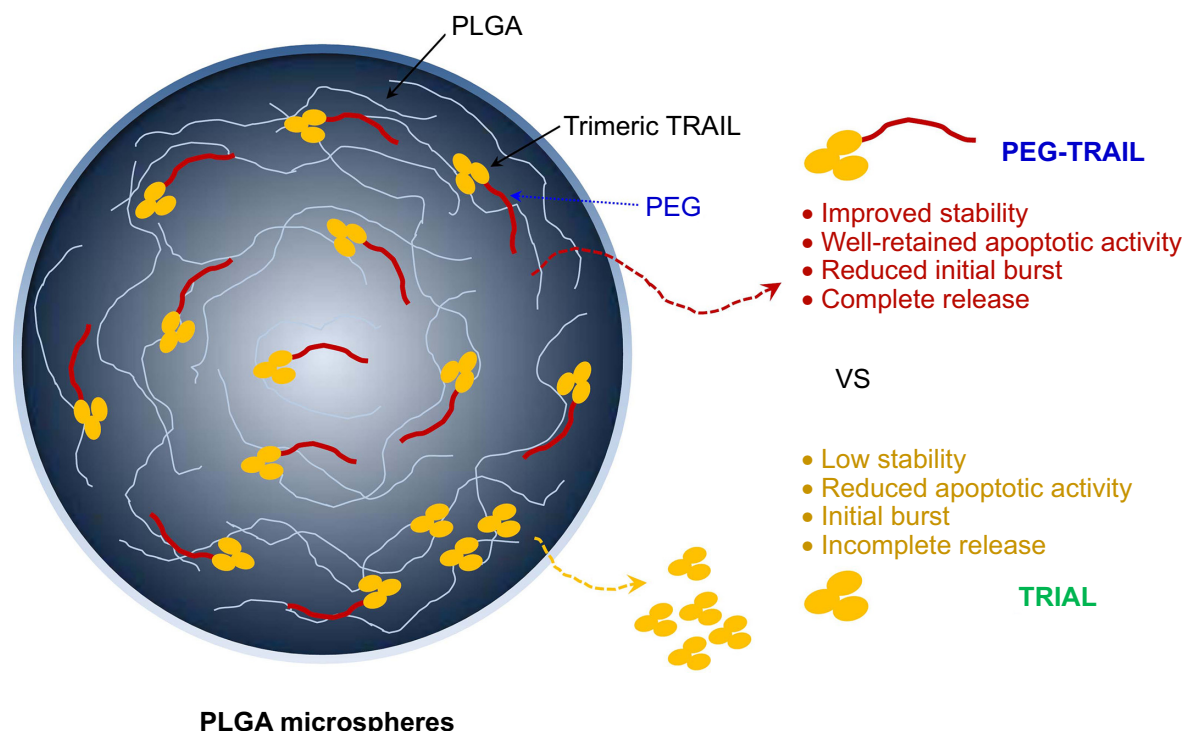 PLGA
Trimeric TRAIL
PEG
PEG-TRAIL
• Improved stability
• Well-retained apoptotic activity
• Reduced initial burst
• Complete release
VS
• Low stability
• Reduced apoptotic activity
• Initial burst
• Incomplete release
TRIAL
PLGA microspheres